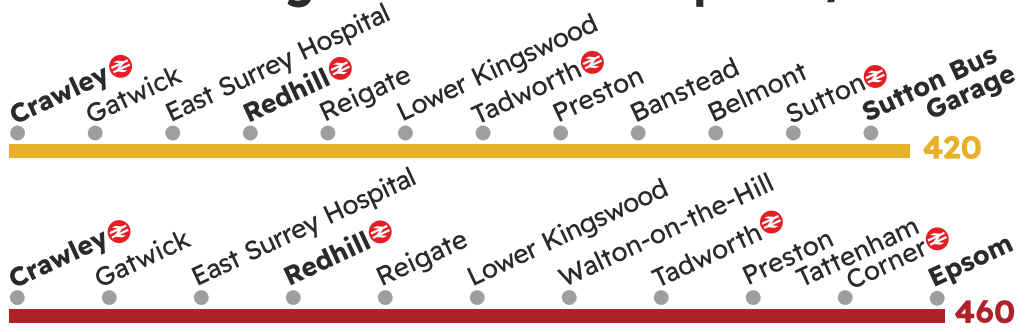 Crawley
Gatwick
East Surrey Hospital
Redhill
Reigate
Lower Kingswood
Tadworth
Preston
Banstead
Belmont
Sutton
Sutton Bus
Garage
420
Crawley
Gatwick
East Surrey Hospital
Redhill
Reigate
Lower Kingswood
Walton-on-the-Hill
Tadworth
Preston
Tattenham
Corner
Epsom
460